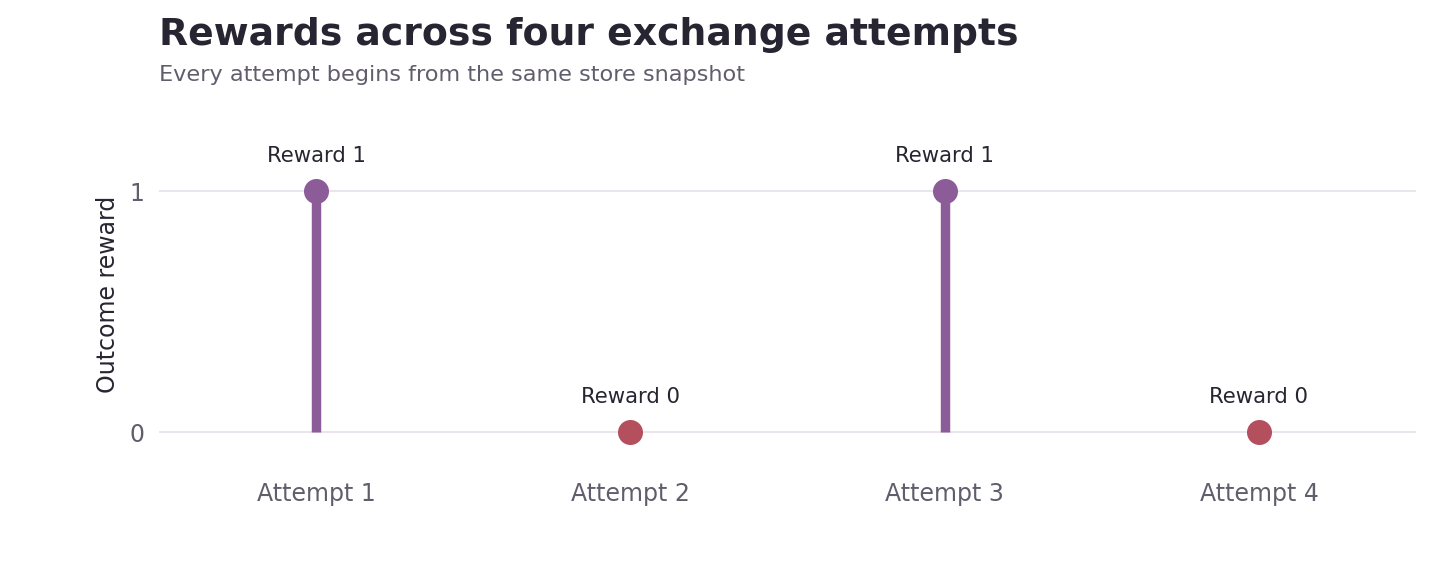 Rewards across four exchange attempts
Every attempt begins from the same store snapshot
Reward 1
Reward 1
1
Outcome reward
Reward 0
Reward 0
0
Attempt 1
Attempt 2
Attempt 3
Attempt 4